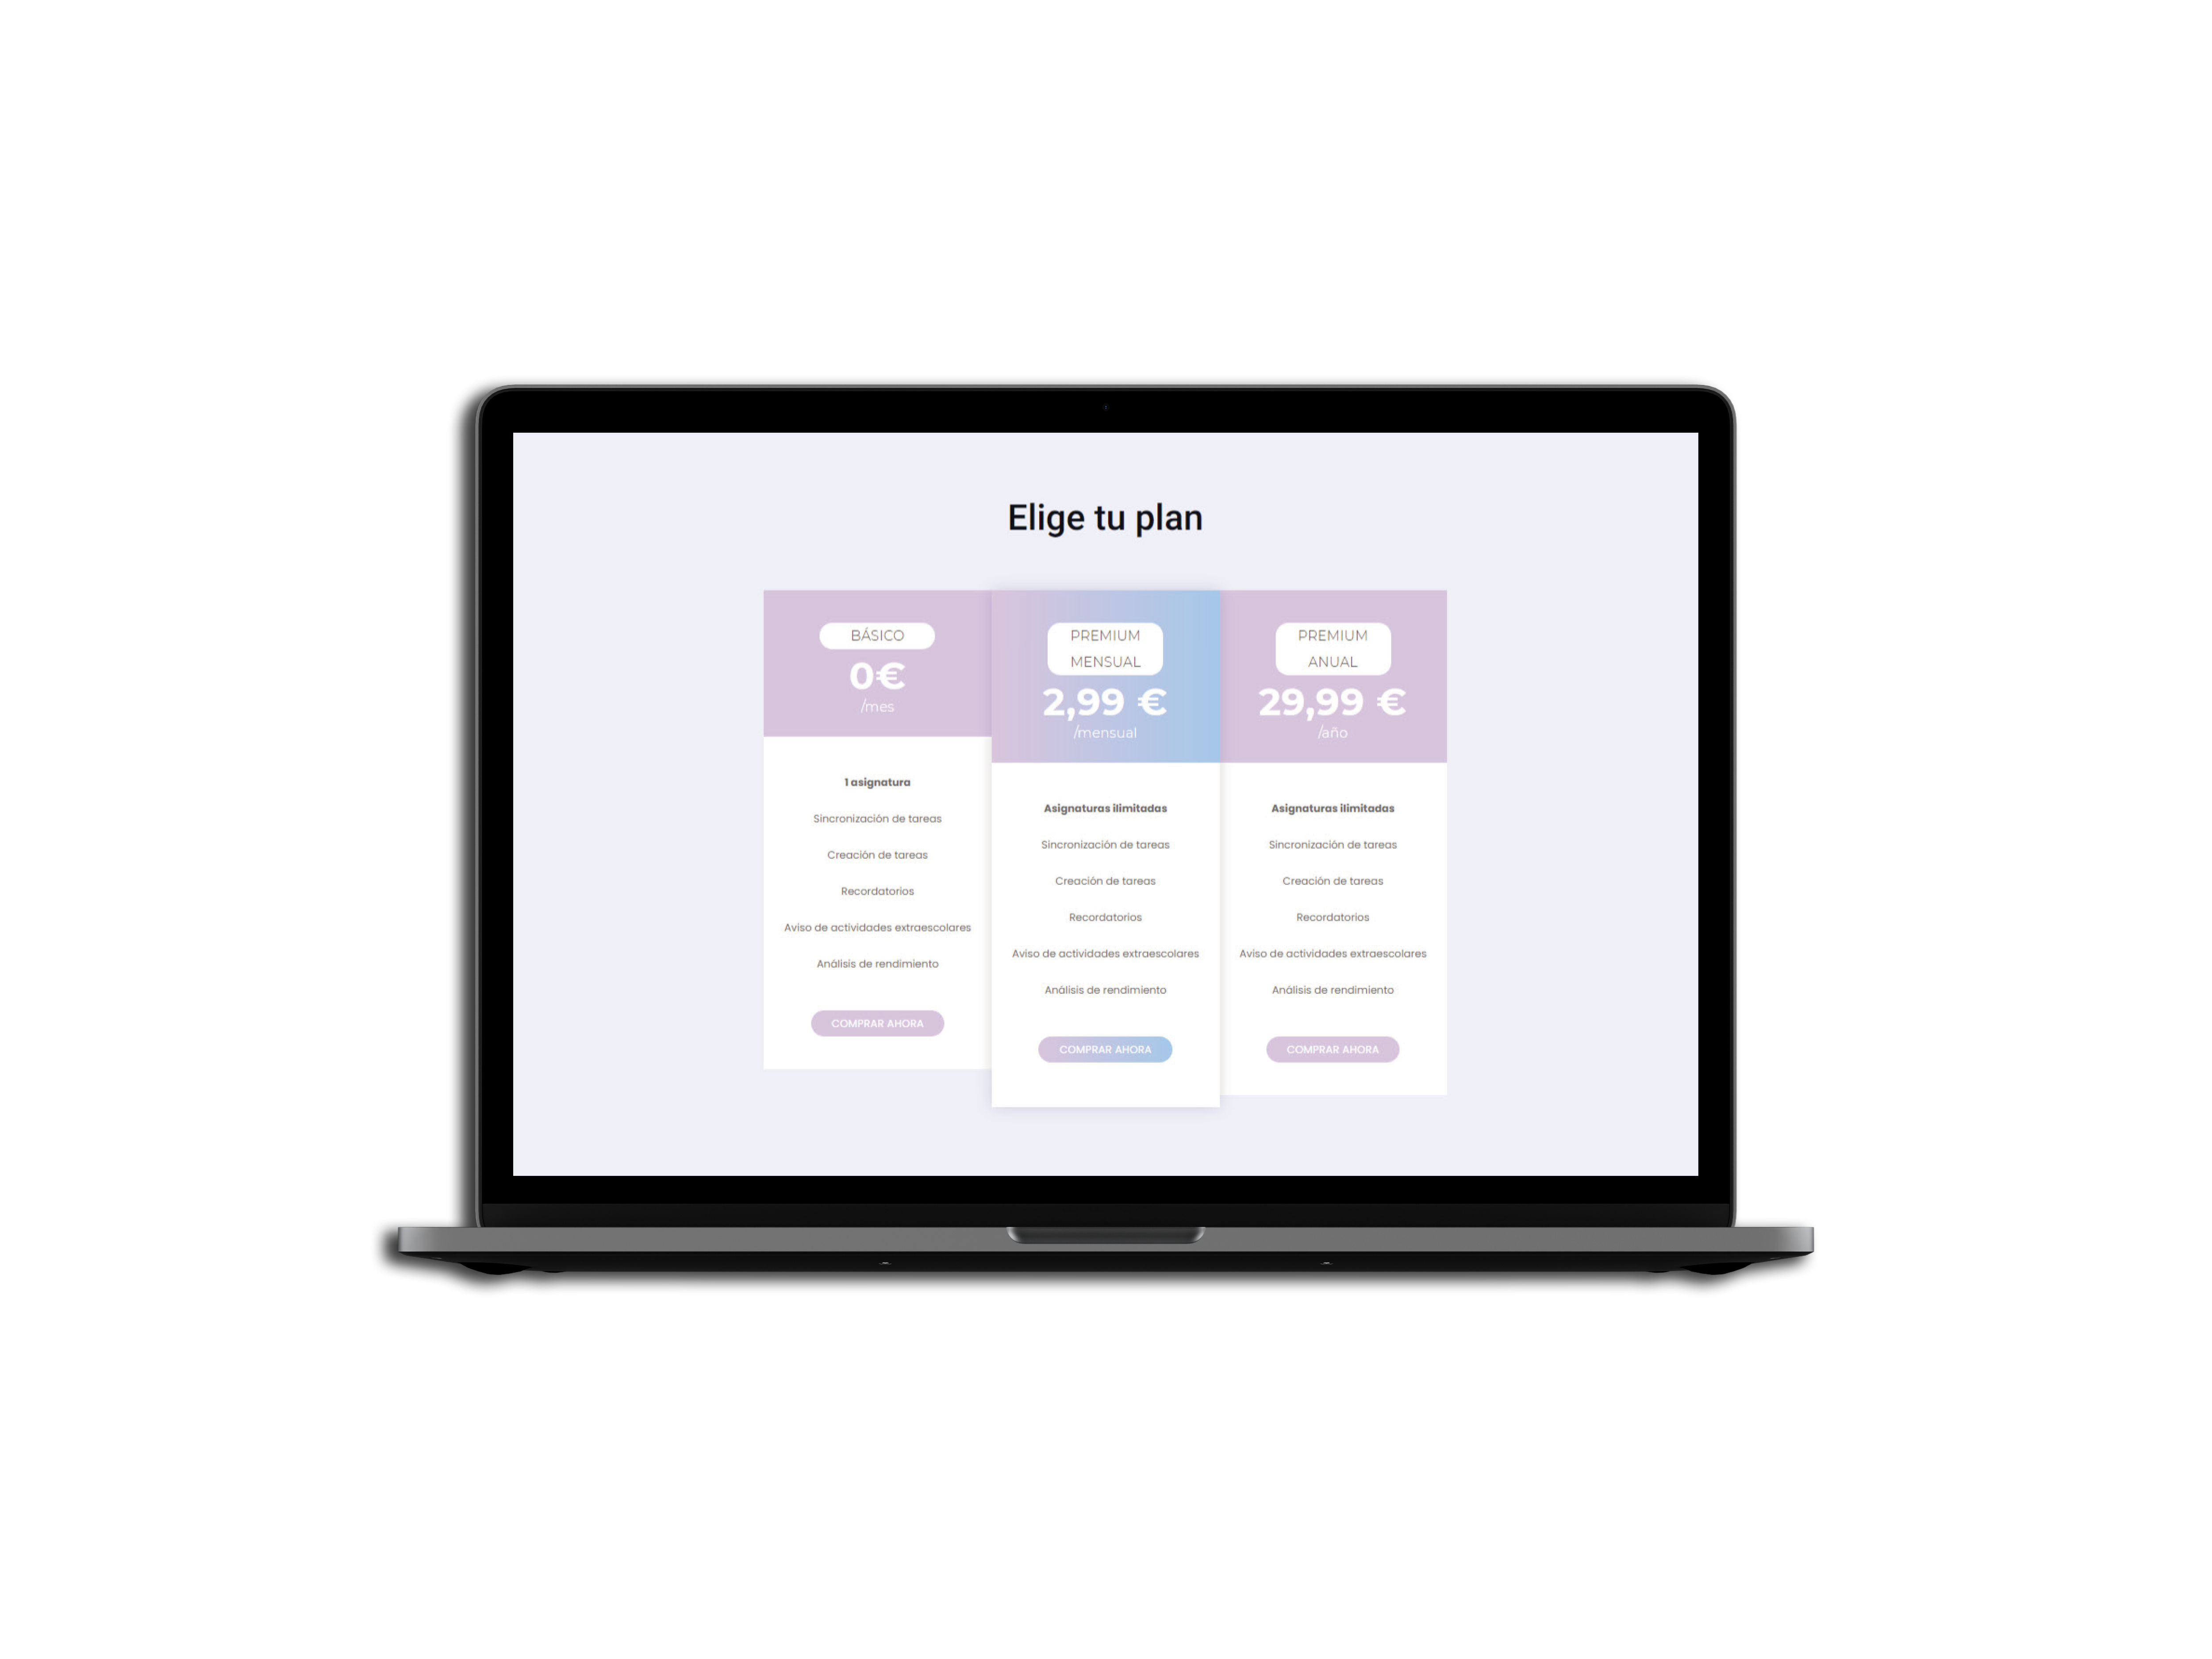 Elige tu plan
BÁSICO
0€
/mes
1 asignatura
Sincronización de tareas
Creación de tareas
Recordatorios
Aviso de actividades extraescolares
Análisis de rendimiento
COMPRAR AHORA
PREMIUM
MENSUAL
2,99 €
/mensual
Asignaturas ilimitadas
Sincronización de tareas
Creación de tareas
Recordatorios
Aviso de actividades extraescolares
Análisis de rendimiento
COMPRAR AHORA
PREMIUM
ANUAL
29,99 €
/año
Asignaturas ilimitadas
Sincronización de tareas
Creación de tareas
Recordatorios
Aviso de actividades extraescolares
Análisis de rendimiento
COMPRAR AHORA